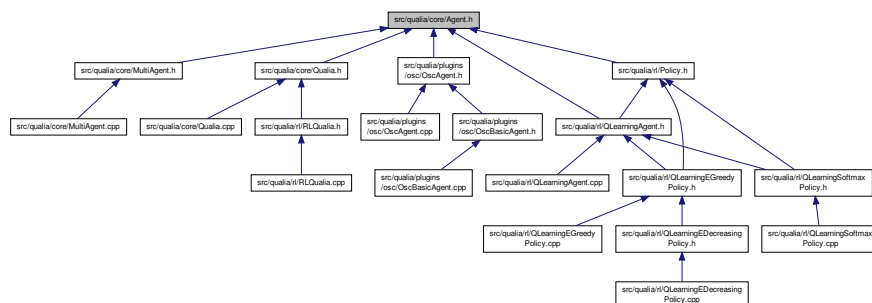 src/qualia/core/Agent.h
src/qualia/core/MultiAgent.h
src/qualia/core/Qualia.h
src/qualia/plugins
/osc/OscAgent.h
src/qualia/rl/Policy.h
src/qualia/core/MultiAgent.cpp
src/qualia/core/Qualia.cpp
src/qualia/rl/RLQualia.h
src/qualia/plugins
/osc/OscAgent.cpp
src/qualia/plugins
/osc/OscBasicAgent.h
src/qualia/rl/QLearningAgent.h
src/qualia/rl/RLQualia.cpp
src/qualia/plugins
/osc/OscBasicAgent.cpp
src/qualia/rl/QLearningAgent.cpp
src/qualia/rl/QLearningEGreedy
Policy.h
src/qualia/rl/QLearningSoftmax
Policy.h
src/qualia/rl/QLearningEGreedy
Policy.cpp
src/qualia/rl/QLearningEDecreasing
Policy.h
src/qualia/rl/QLearningSoftmax
Policy.cpp
src/qualia/rl/QLearningEDecreasing
Policy.cpp